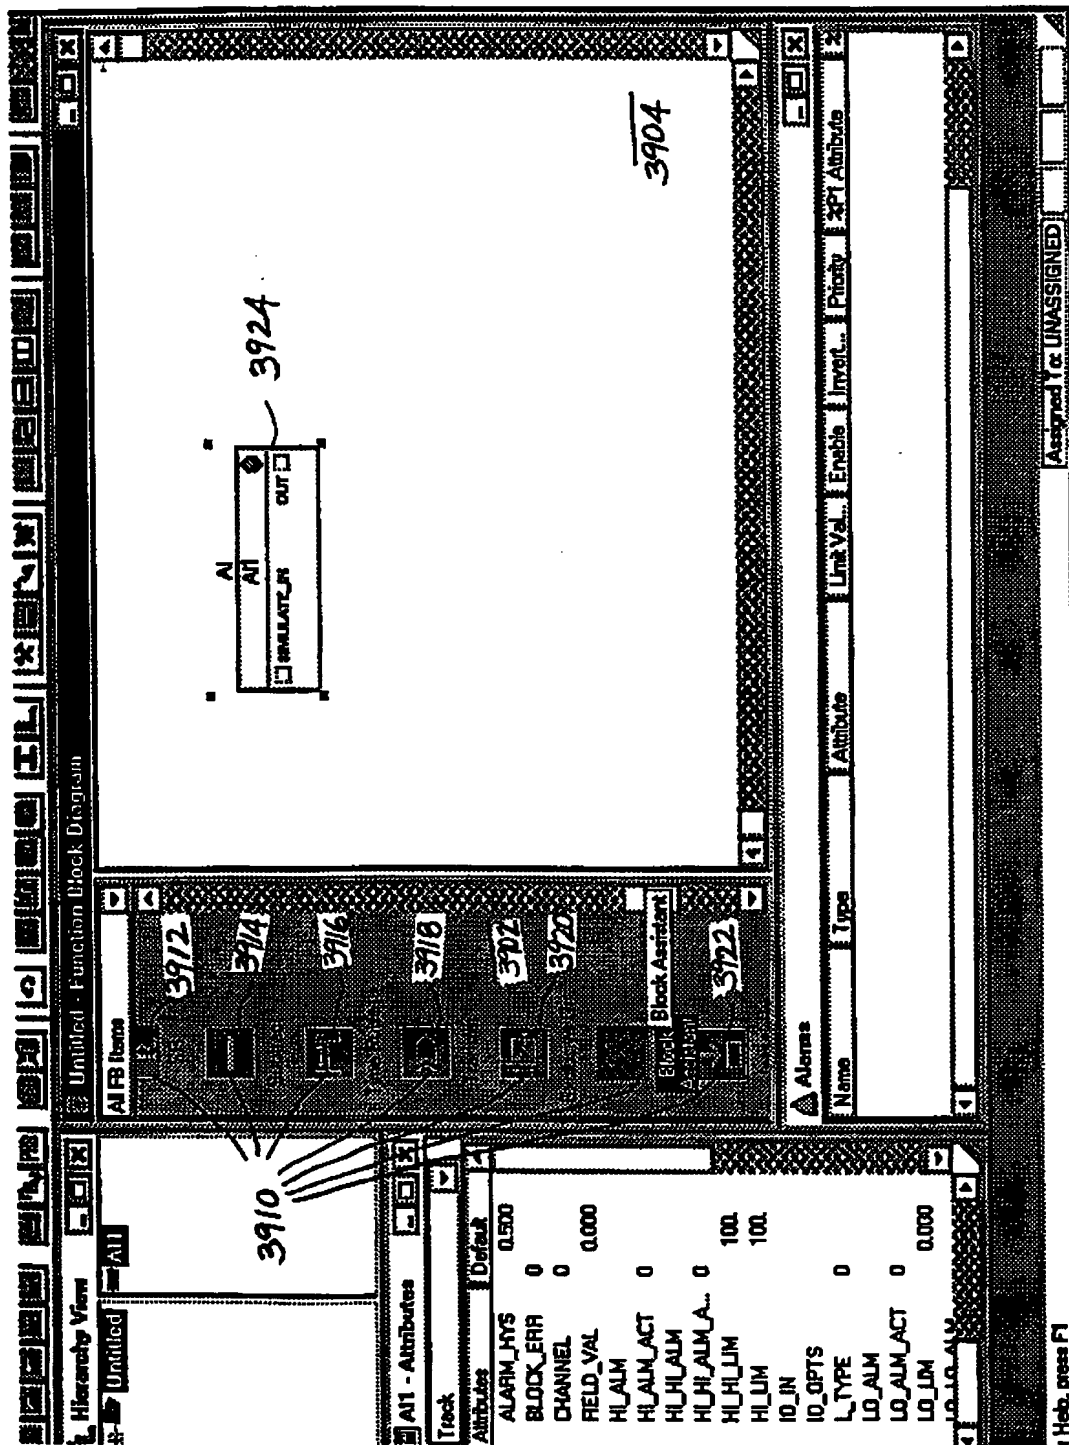 Untitled - Function Block Diagram
Hierarchy View
Untitled
AI1
All FB Items
3912
3914
3916
3918
3902
3920
Block Assistant
3922
3910
AI
AI1
SIMULATE_IN
OUT
3924
3904
AI1 - Attributes
Track
Attributes Default
ALARM_HYS 0.500
BLOCK_ERR 0
CHANNEL 0
FIELD_VAL 0.000
HI_ALM
HI_ALM_ACT 0
HI_HI_ALM
HI_HI_ALM_A... 0
HI_HI_LIM 100.
HI_LIM 100.
IO_IN
IO_OPTS
L_TYPE 0
LO_ALM
LO_ALM_ACT 0
LO_LIM 0.000
LO_LO_ALM
Alarms
Name Type Attribute Limit Val... Enable Invert... Priority %P1 Attribute
Help, press F1
Assigned To: UNASSIGNED